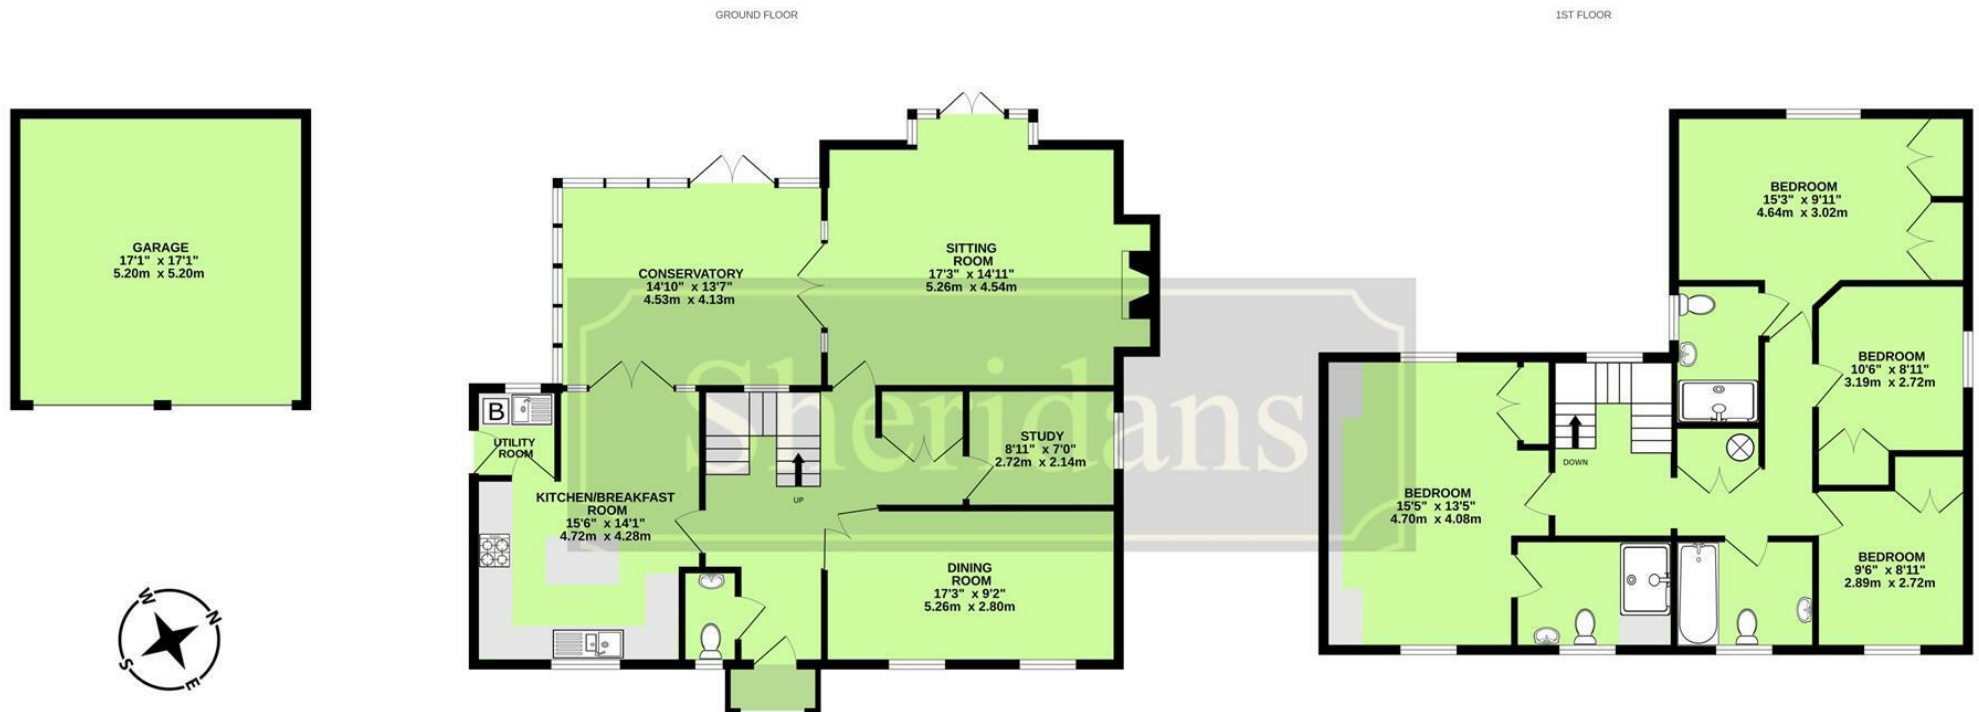 GROUND FLOOR
1ST FLOOR
GARAGE
17'1" x 17'1"
5.20m x 5.20m
CONSERVATORY
14'10" x 13'7"
4.53m x 4.13m
SITTING
ROOM
17'3" x 14'11"
5.26m x 4.54m
B
UTILITY
ROOM
KITCHEN/BREAKFAST
ROOM
15'6" x 14'1"
4.72m x 4.28m
UP
STUDY
8'11" x 7'0"
2.72m x 2.14m
DINING
ROOM
17'3" x 9'2"
5.26m x 2.80m
Sheridans
BEDROOM
15'3" x 9'11"
4.64m x 3.02m
BEDROOM
10'6" x 8'11"
3.19m x 2.72m
DOWN
BEDROOM
15'5" x 13'5"
4.70m x 4.08m
BEDROOM
9'6" x 8'11"
2.89m x 2.72m
W
N
S
E